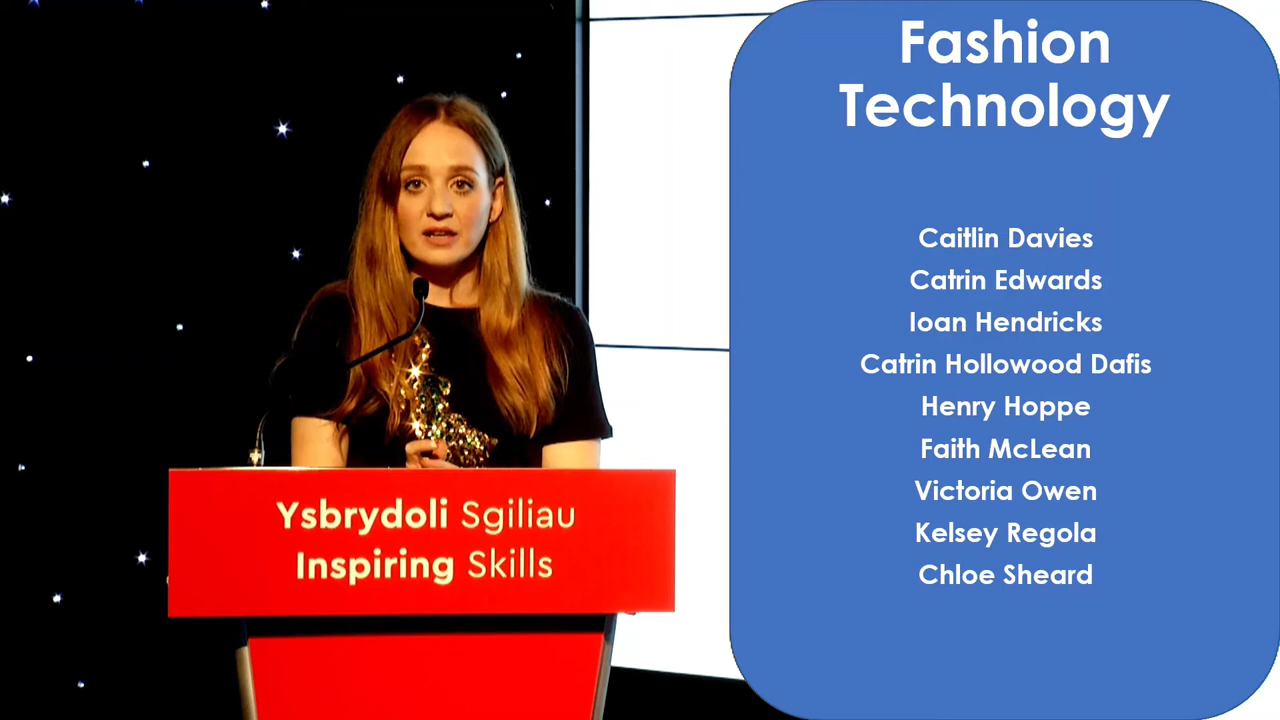 Ysbrydoli Sgiliau
Inspiring Skills
Fashion
Technology
Caitlin Davies
Catrin Edwards
Ioan Hendricks
Catrin Hollowood Dafis
Henry Hoppe
Faith McLean
Victoria Owen
Kelsey Regola
Chloe Sheard